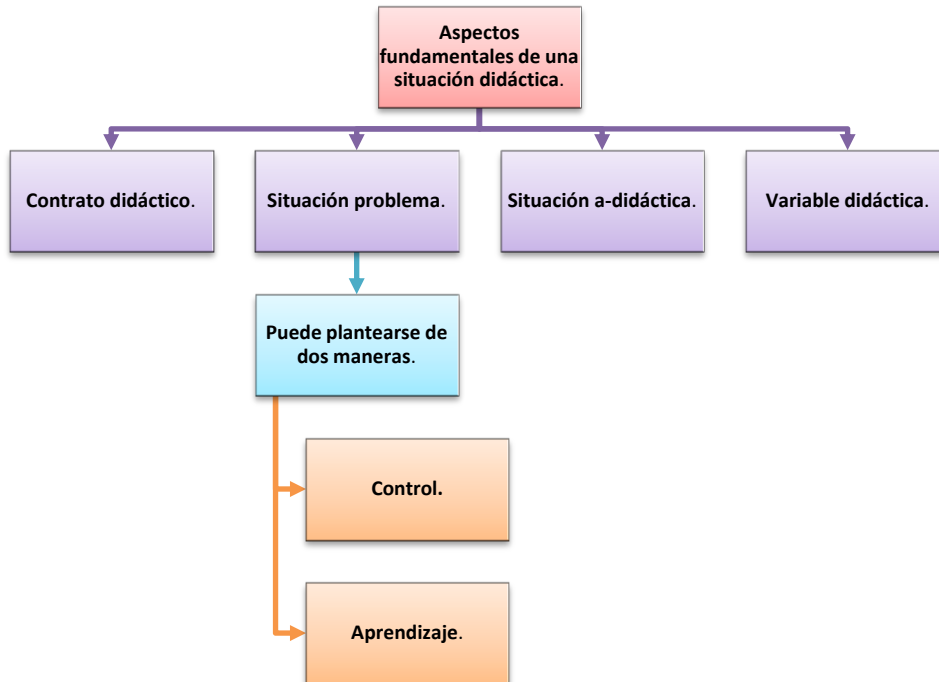 Aspectos
fundamentales de una
situación didáctica.
Contrato didáctico.
Situación problema.
Situación a-didáctica.
Variable didáctica.
Puede plantearse de
dos maneras.
Control.
Aprendizaje.